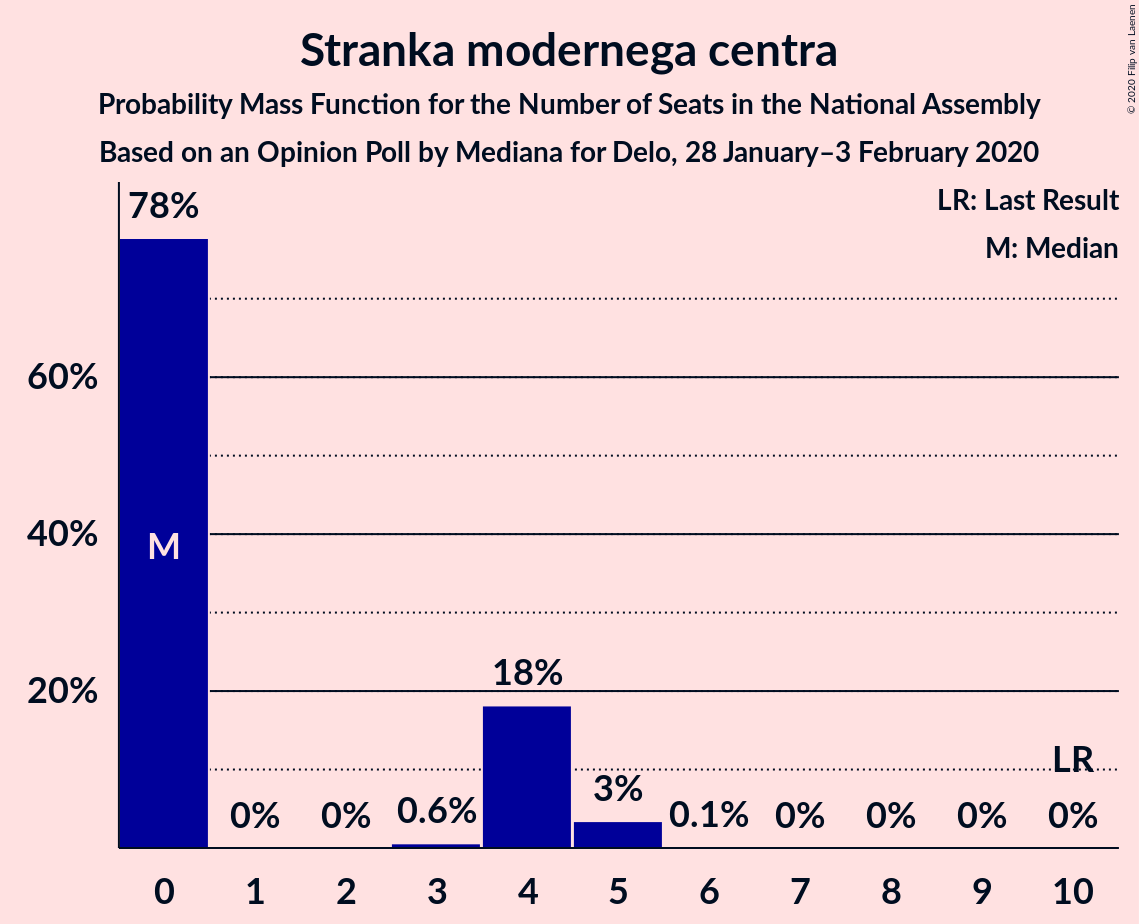 Stranka modernega centra
Probability Mass Function for the Number of Seats in the National Assembly
Based on an Opinion Poll by Mediana for Delo, 28 January–3 February 2020
© 2020 Filip van Laenen
LR: Last Result
M: Median
78%
60%
40%
20%
M
0%
0%
0.6%
18%
3%
0.1%
0%
0%
0%
LR
0%
0 1 2 3 4 5 6 7 8 9 10